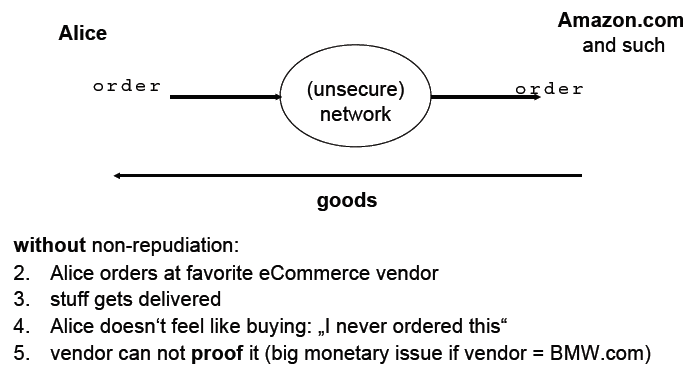 Alice
Amazon.com
and such
order
(unsecure)
network
order
goods
without non-repudiation:
2. Alice orders at favorite eCommerce vendor
3. stuff gets delivered
4. Alice doesn‘t feel like buying: „I never ordered this“
5. vendor can not proof it (big monetary issue if vendor = BMW.com)